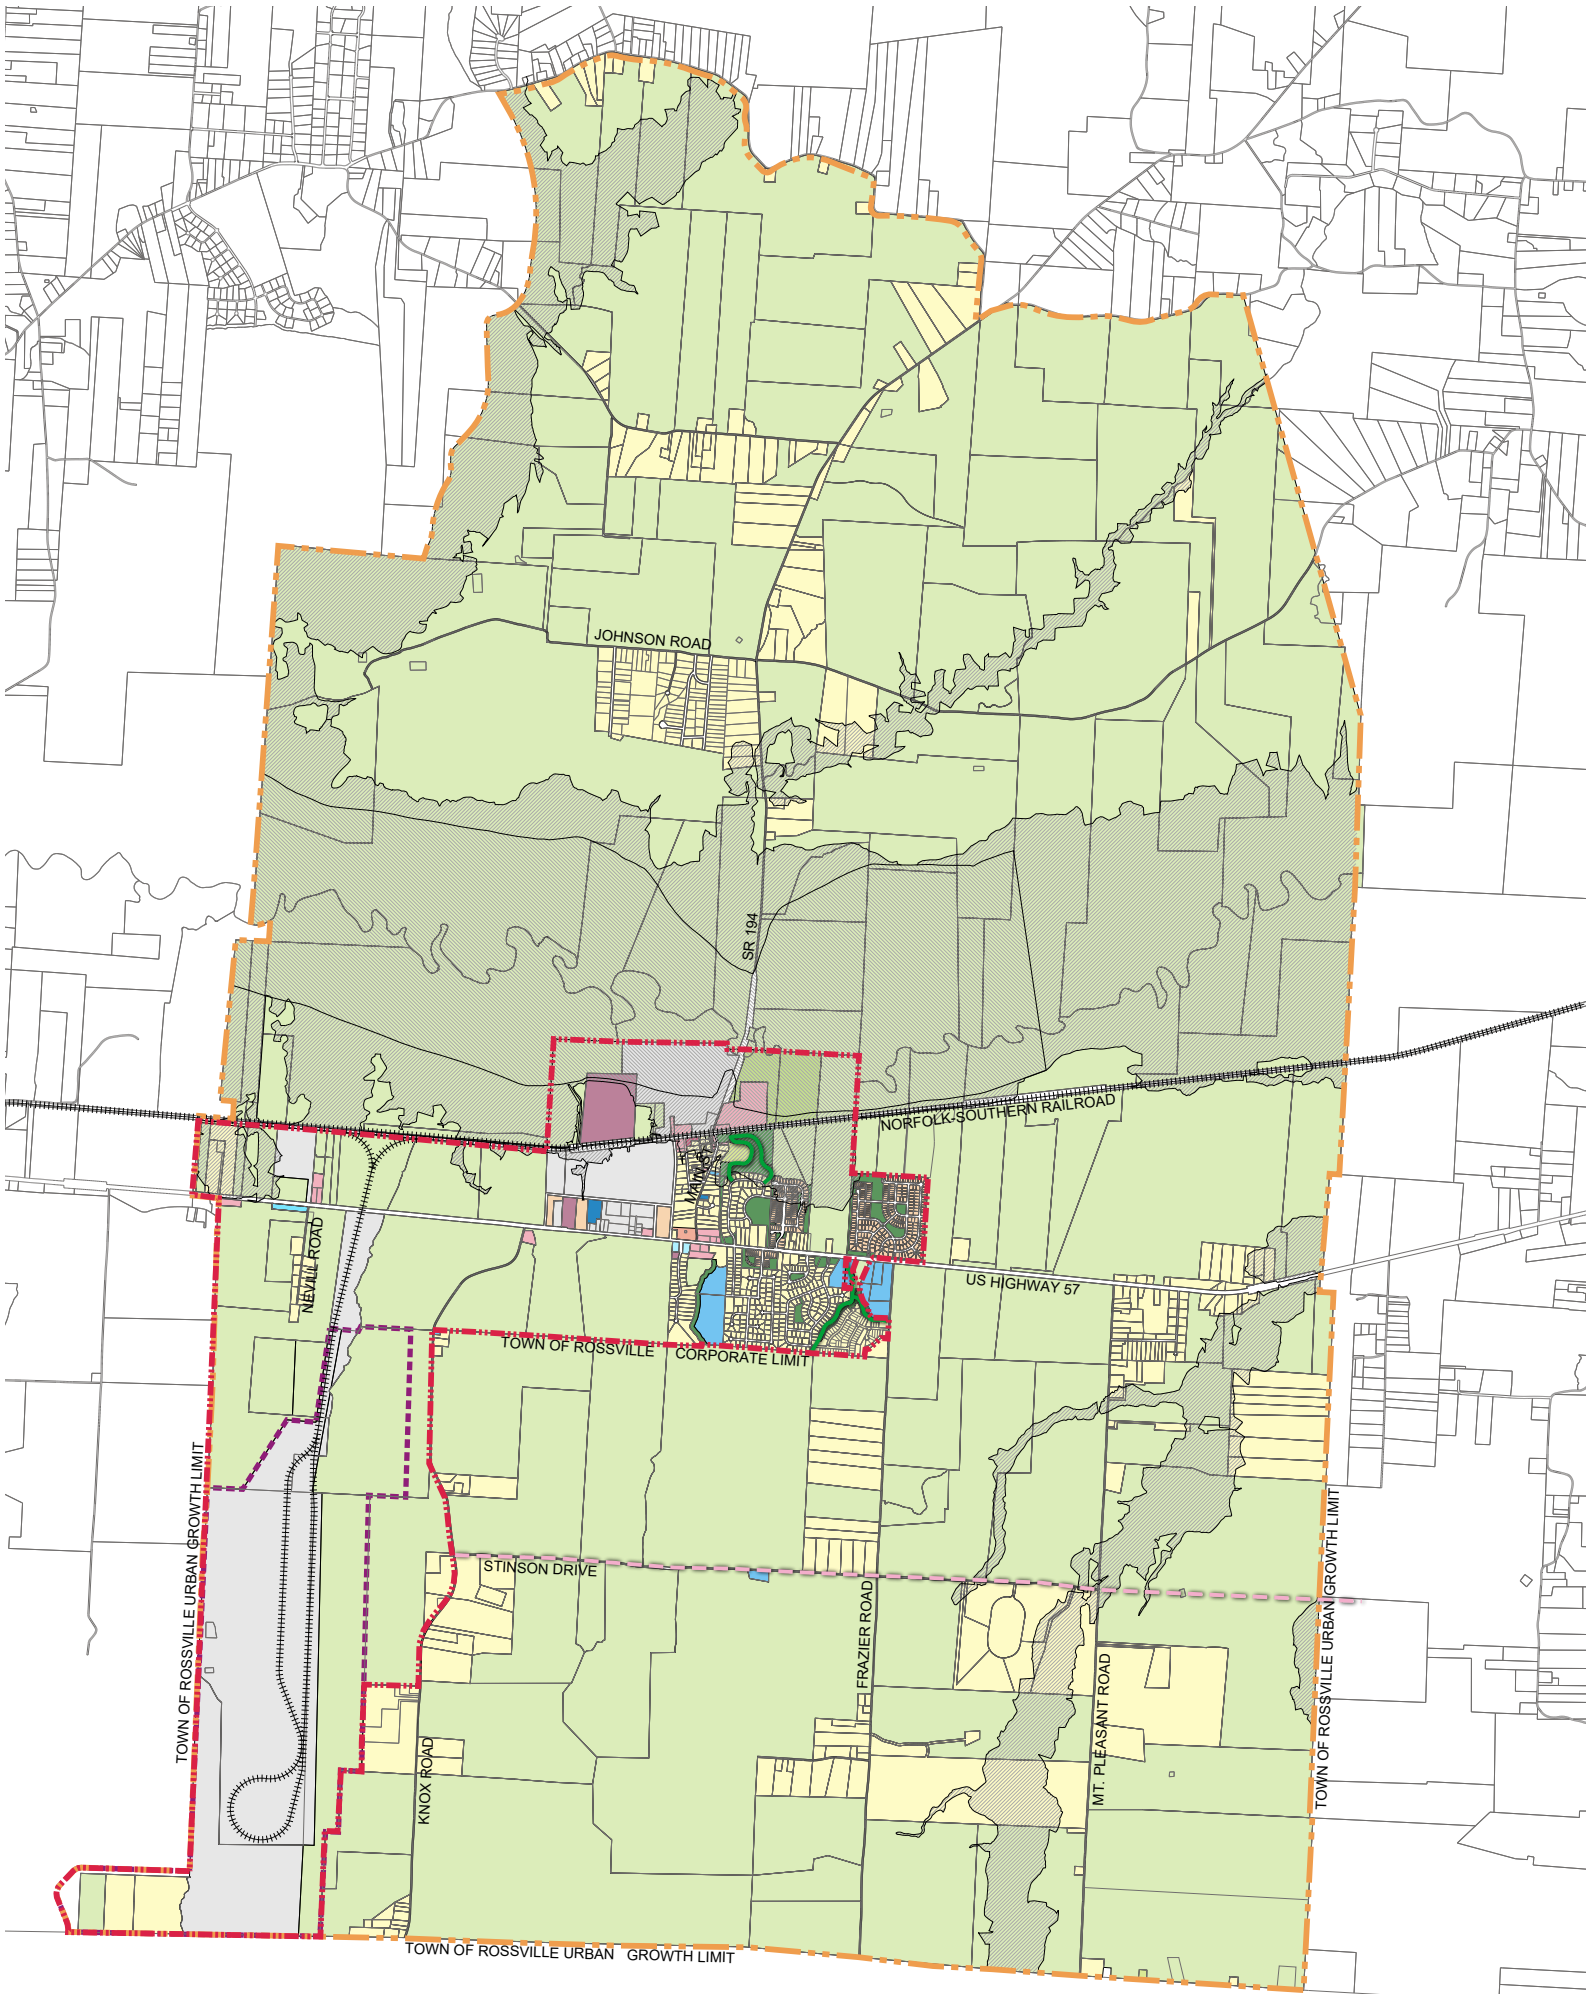 JOHNSON ROAD
SR 194
NORFOLK-SOUTHERN RAILROAD
MAIN ST
NEVILL ROAD
US HIGHWAY 57
TOWN OF ROSSVILLE CORPORATE LIMIT
TOWN OF ROSSVILLE URBAN GROWTH LIMIT
STINSON DRIVE
FRAZIER ROAD
MT. PLEASANT ROAD
TOWN OF ROSSVILLE URBAN GROWTH LIMIT
KNOX ROAD
TOWN OF ROSSVILLE URBAN GROWTH LIMIT